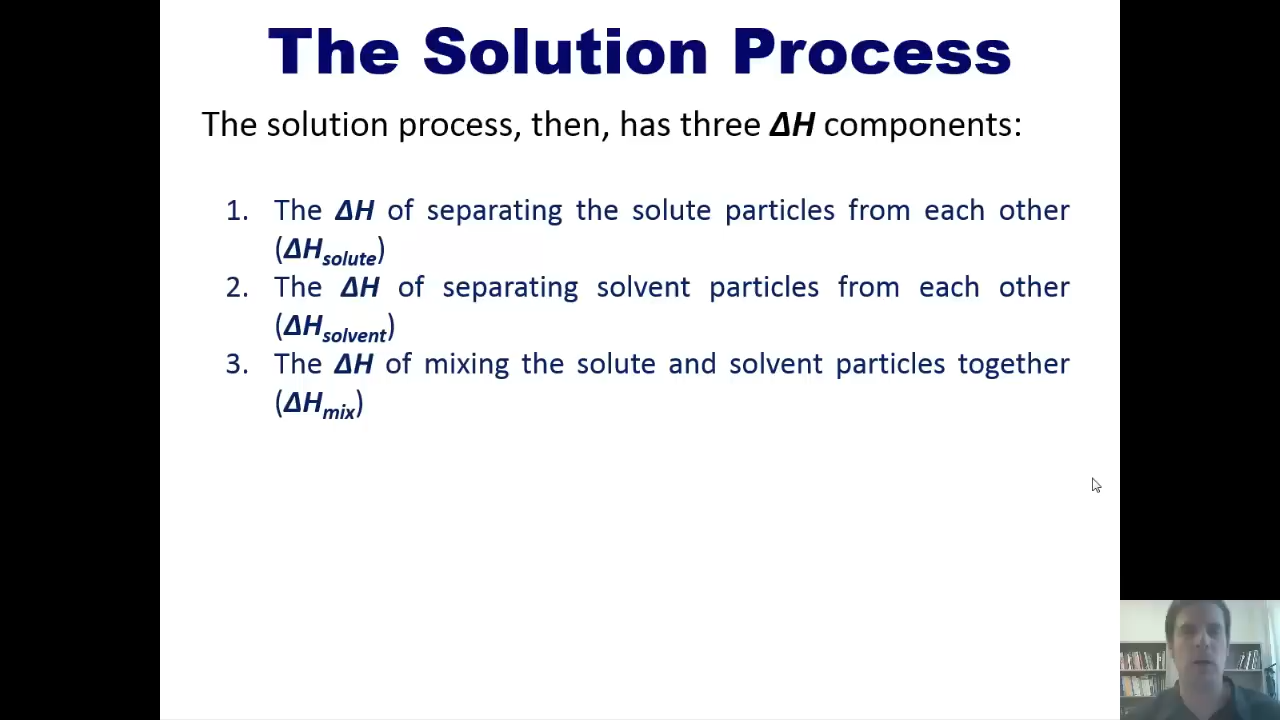 The Solution Process
The solution process, then, has three ΔH components:
1. The ΔH of separating the solute particles from each other
(ΔHsolute)
2. The ΔH of separating solvent particles from each other
(ΔHsolvent)
3. The ΔH of mixing the solute and solvent particles together
(ΔHmix)